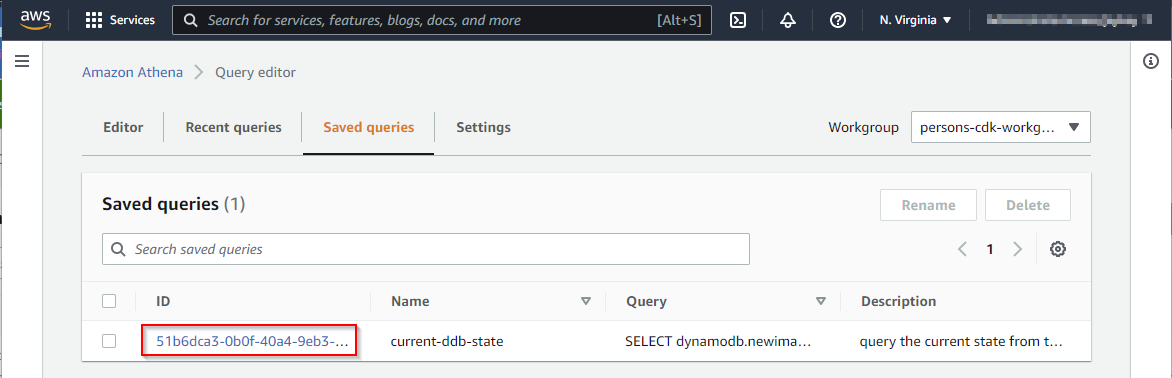 aws Services Search for services, features, blogs, docs, and more [Alt+S] N. Virginia
Amazon Athena Query editor
Editor Recent queries Saved queries Settings Workgroup persons-cdk-workg...
Saved queries (1) Rename Delete
Search saved queries 1
ID Name Query Description
51b6dca3-0b0f-40a4-9eb3-... current-ddb-state SELECT dynamodb.newima... query the current state from t...